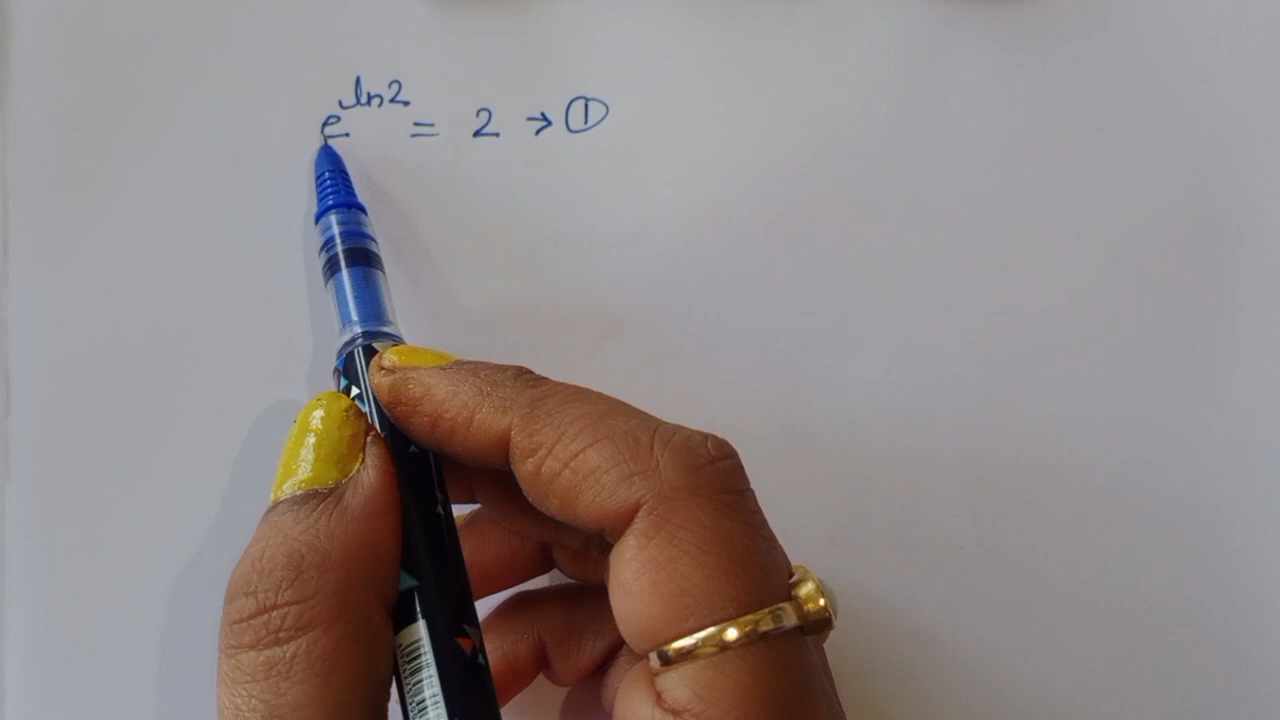 e^ln2 = 2 → ①